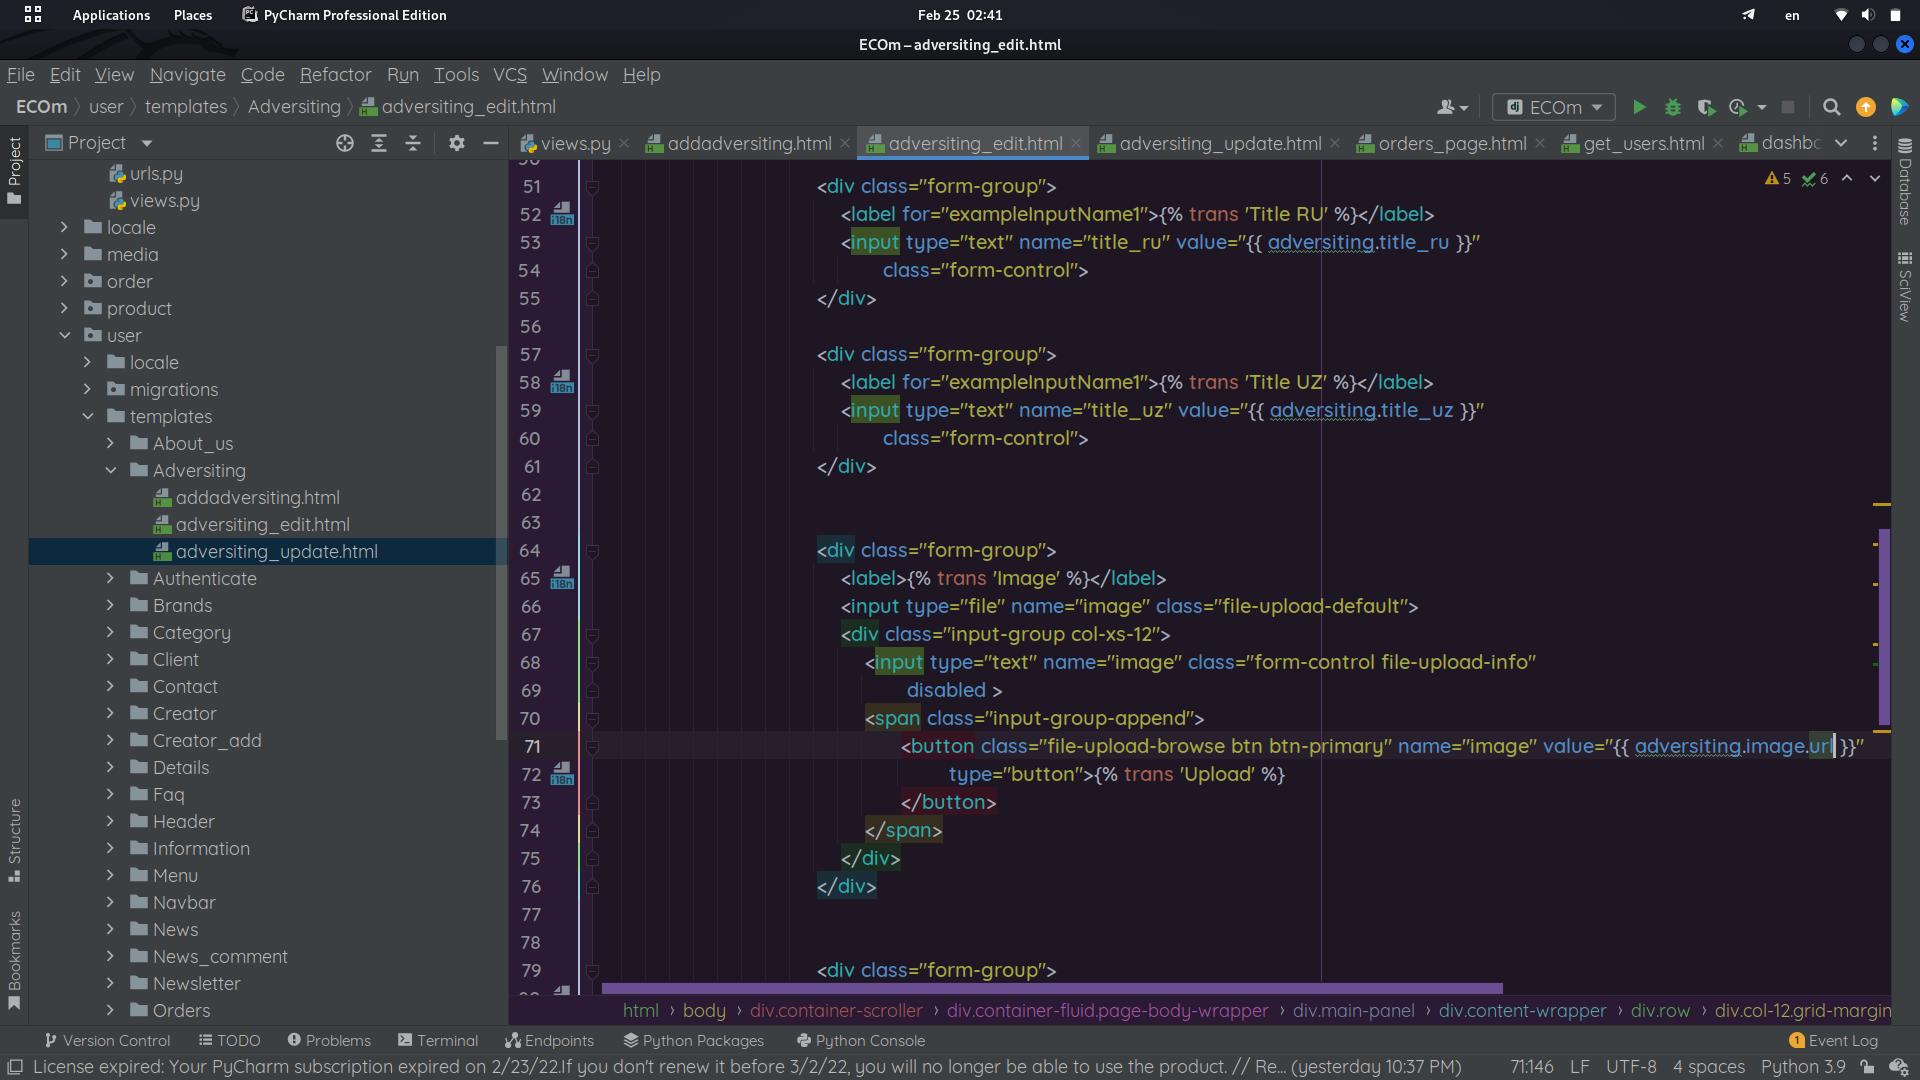 Applications Places PyCharm Professional Edition Feb 25 02:41 en
ECOm – adversiting_edit.html
File Edit View Navigate Code Refactor Run Tools VCS Window Help
ECOm user templates Adversiting adversiting_edit.html ECOm
Project
views.py addadversiting.html adversiting_edit.html adversiting_update.html orders_page.html get_users.html
Project
Structure
Bookmarks
urls.py
views.py
locale
media
order
product
user
locale
migrations
templates
About_us
Adversiting
addadversiting.html
adversiting_edit.html
adversiting_update.html
Authenticate
Brands
Category
Client
Contact
Creator
Creator_add
Details
Faq
Header
Information
Menu
Navbar
News
News_comment
Newsletter
Orders
5 6
51 <div class="form-group">
52 <label for="exampleInputName1">{% trans 'Title RU' %}</label>
53 <input type="text" name="title_ru" value="{{ adversiting.title_ru }}"
54 class="form-control">
55 </div>
56
57 <div class="form-group">
58 <label for="exampleInputName1">{% trans 'Title UZ' %}</label>
59 <input type="text" name="title_uz" value="{{ adversiting.title_uz }}"
60 class="form-control">
61 </div>
62
63
64 <div class="form-group">
65 <label>{% trans 'Image' %}</label>
66 <input type="file" name="image" class="file-upload-default">
67 <div class="input-group col-xs-12">
68 <input type="text" name="image" class="form-control file-upload-info"
69 disabled >
70 <span class="input-group-append">
71 <button class="file-upload-browse btn btn-primary" name="image" value="{{ adversiting.image.url }}"
72 type="button">{% trans 'Upload' %}
73 </button>
74 </span>
75 </div>
76 </div>
77
78
79 <div class="form-group">
Database
SciView
html › body › div.container-scroller › div.container-fluid.page-body-wrapper › div.main-panel › div.content-wrapper › div.row › div.col-12.grid-margin
Version Control TODO Problems Terminal Endpoints Python Packages Python Console 1 Event Log
License expired: Your PyCharm subscription expired on 2/23/22.If you don't renew it before 3/2/22, you will no longer be able to use the product. // Re... (yesterday 10:37 PM) 71:146 LF UTF-8 4 spaces Python 3.9